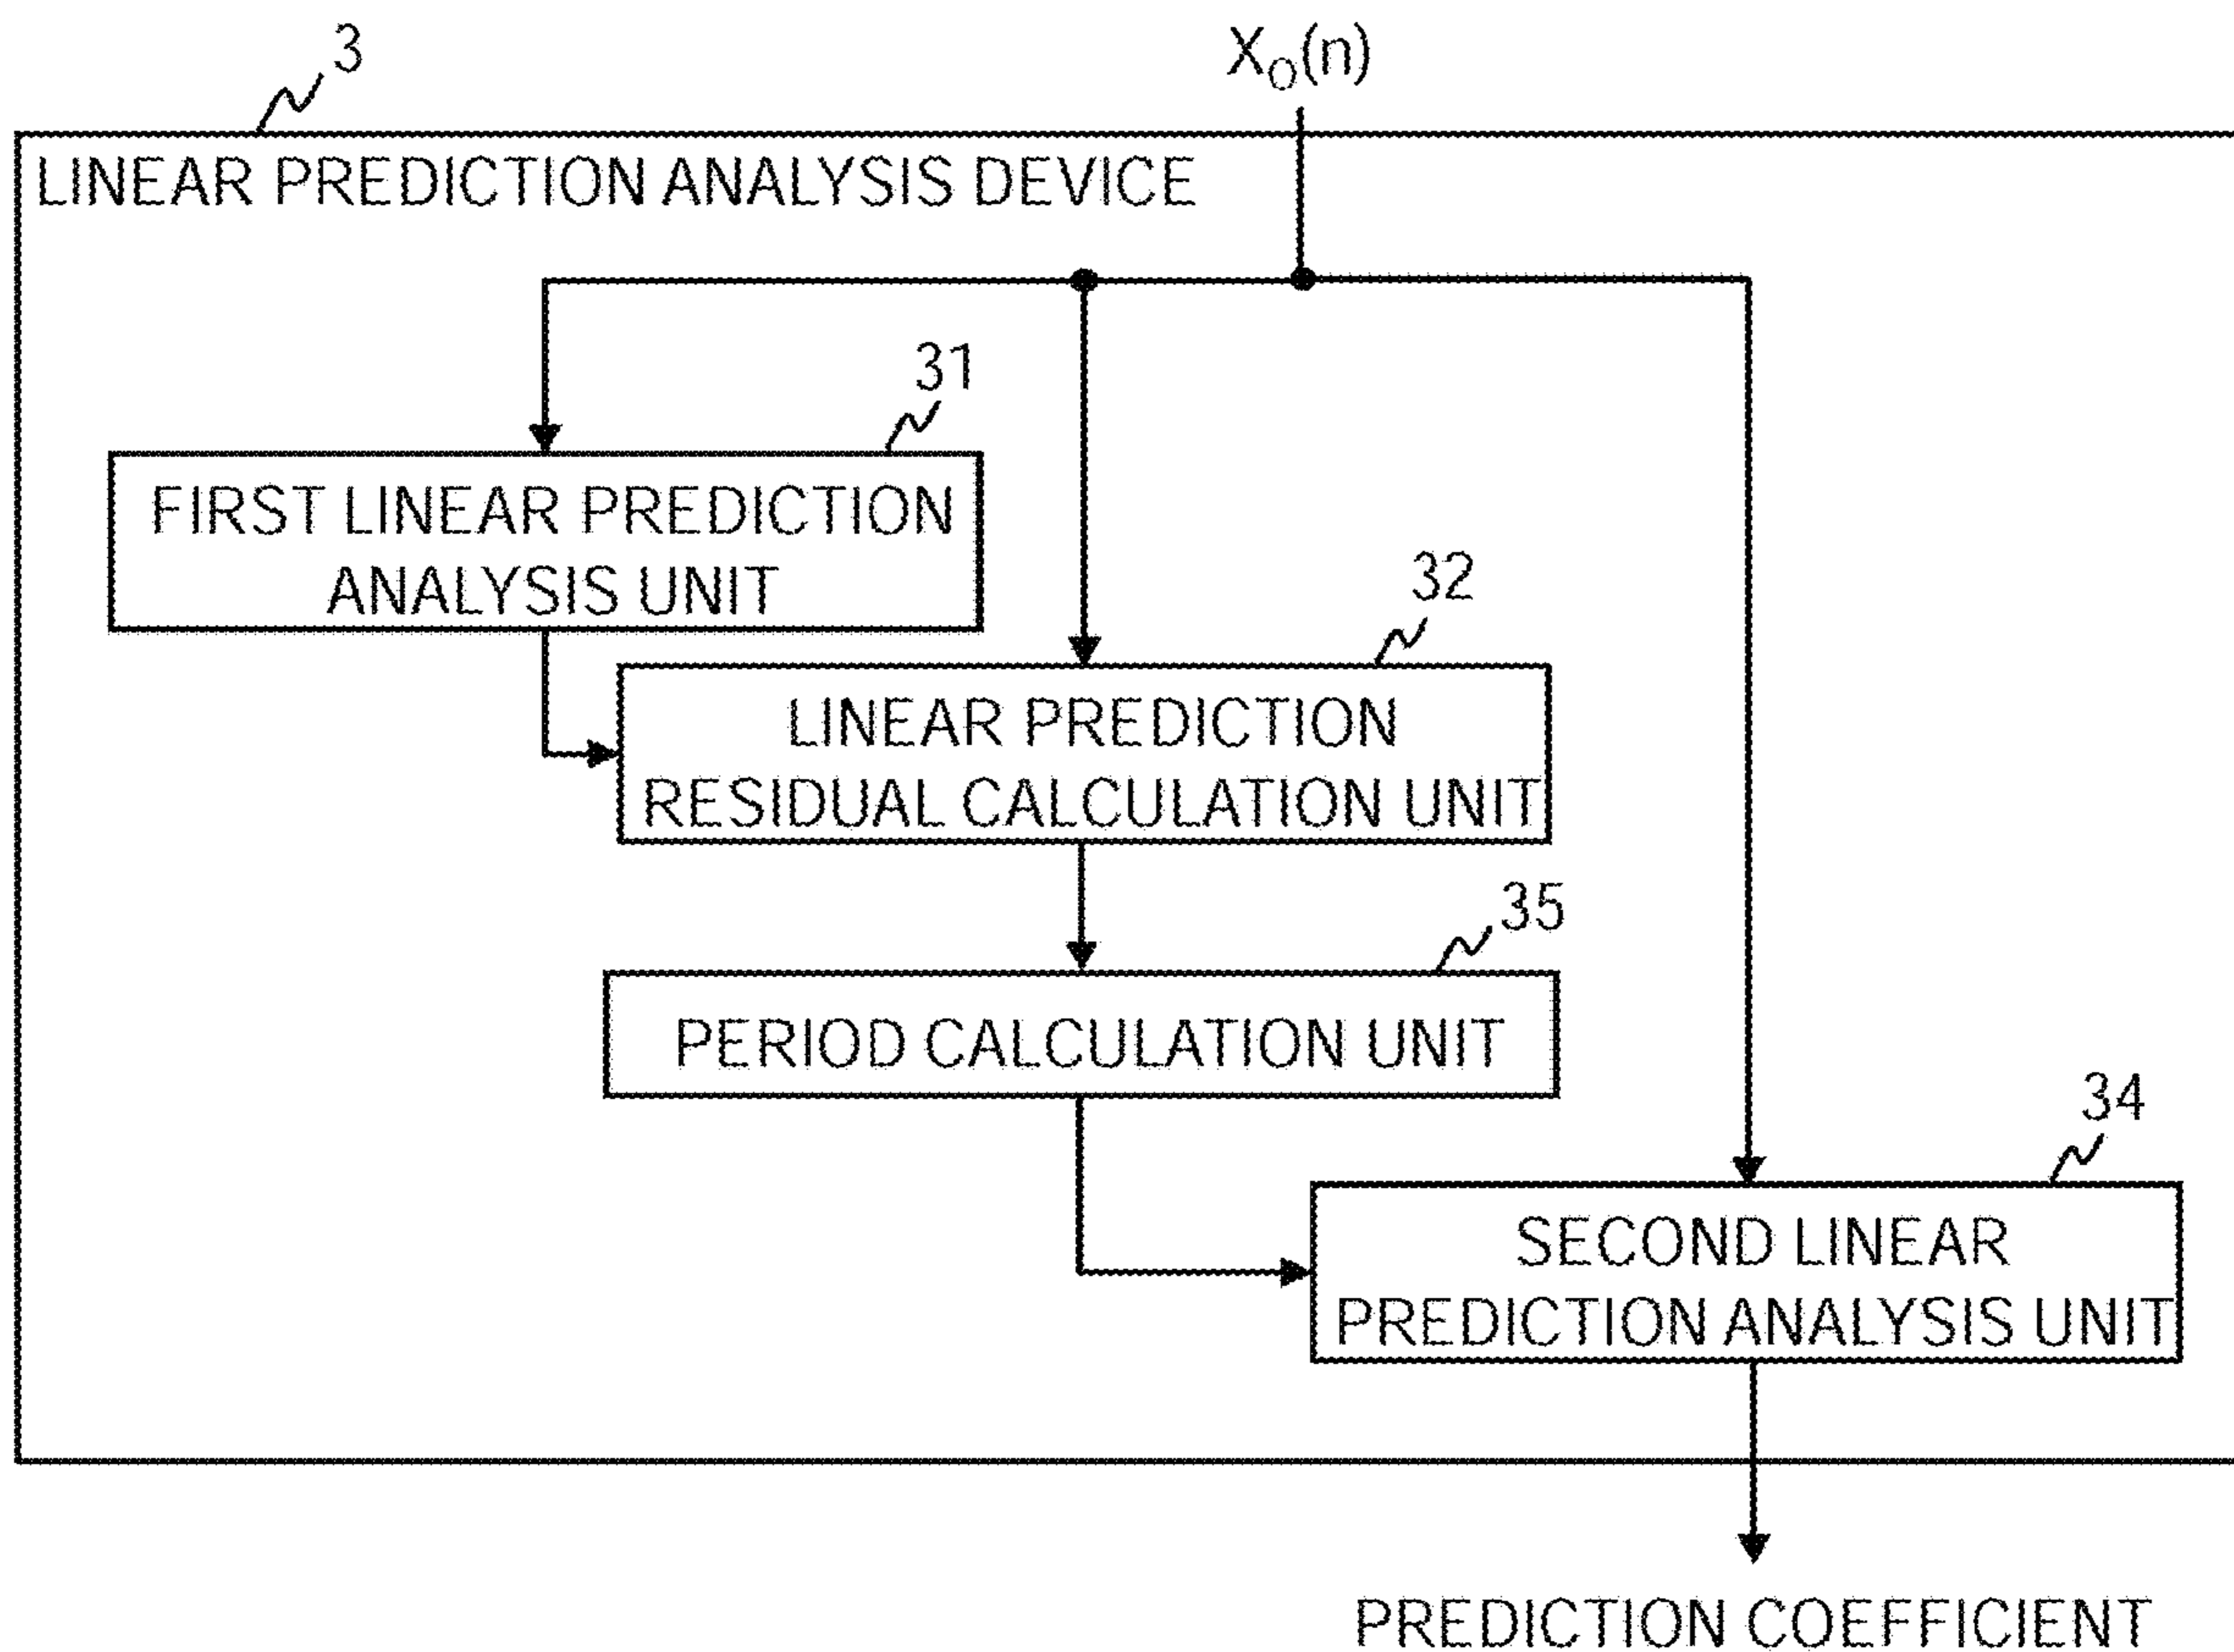 3
X₀(n)
LINEAR PREDICTION ANALYSIS DEVICE
31
FIRST LINEAR PREDICTION
ANALYSIS UNIT
32
LINEAR PREDICTION
RESIDUAL CALCULATION UNIT
35
PERIOD CALCULATION UNIT
34
SECOND LINEAR
PREDICTION ANALYSIS UNIT
PREDICTION COEFFICIENT